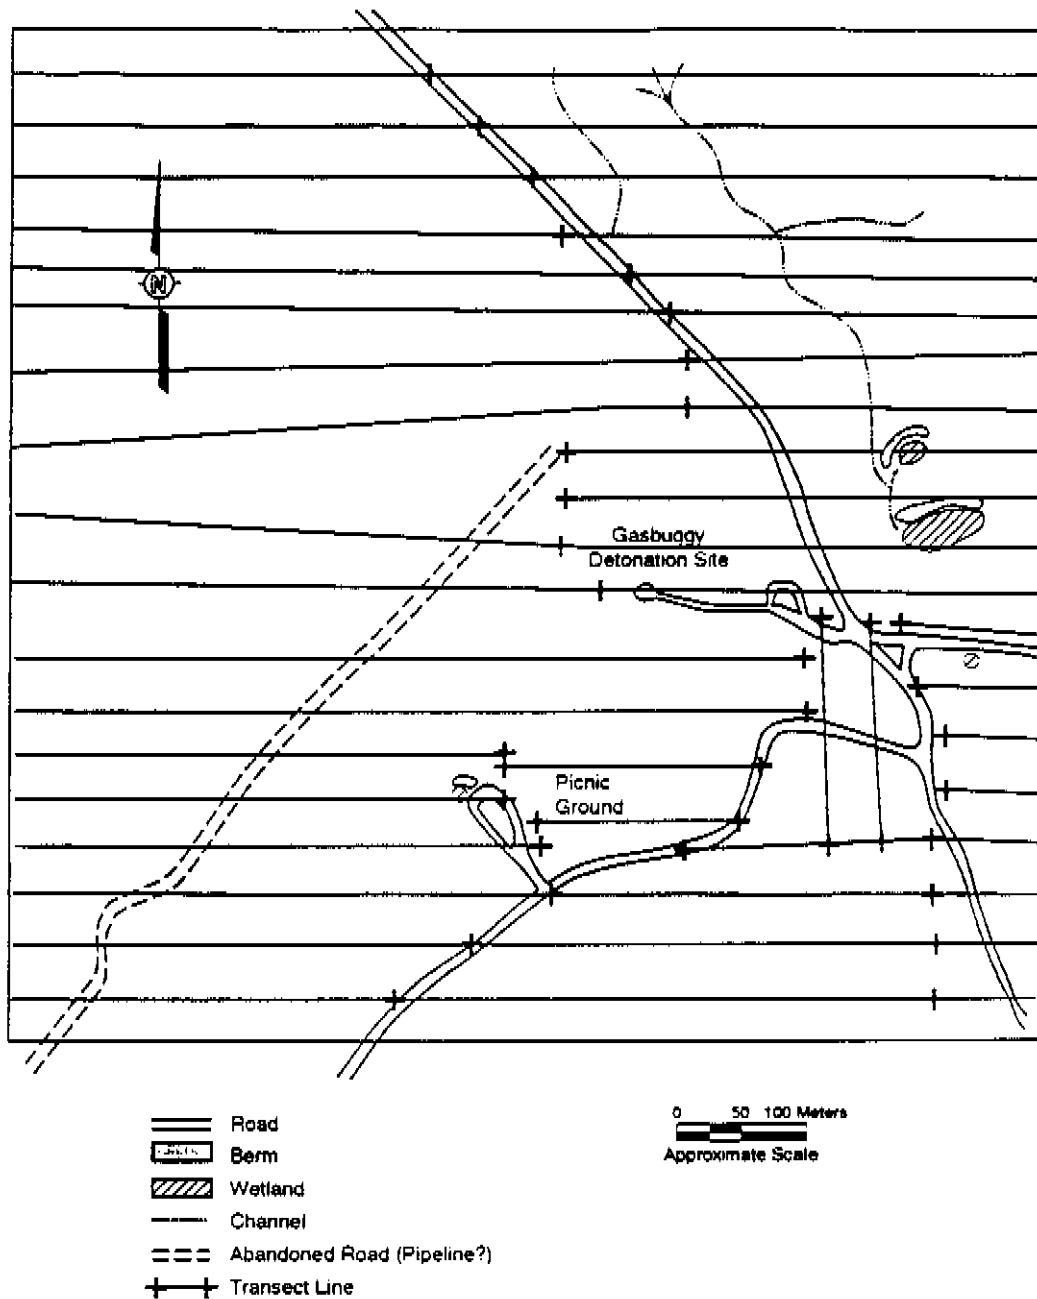 N
Gasbuggy
Detonation Site
Picnic
Ground
0 50 100 Meters
Approximate Scale
Road
Berm
Wetland
Channel
Abandoned Road (Pipeline?)
Transect Line